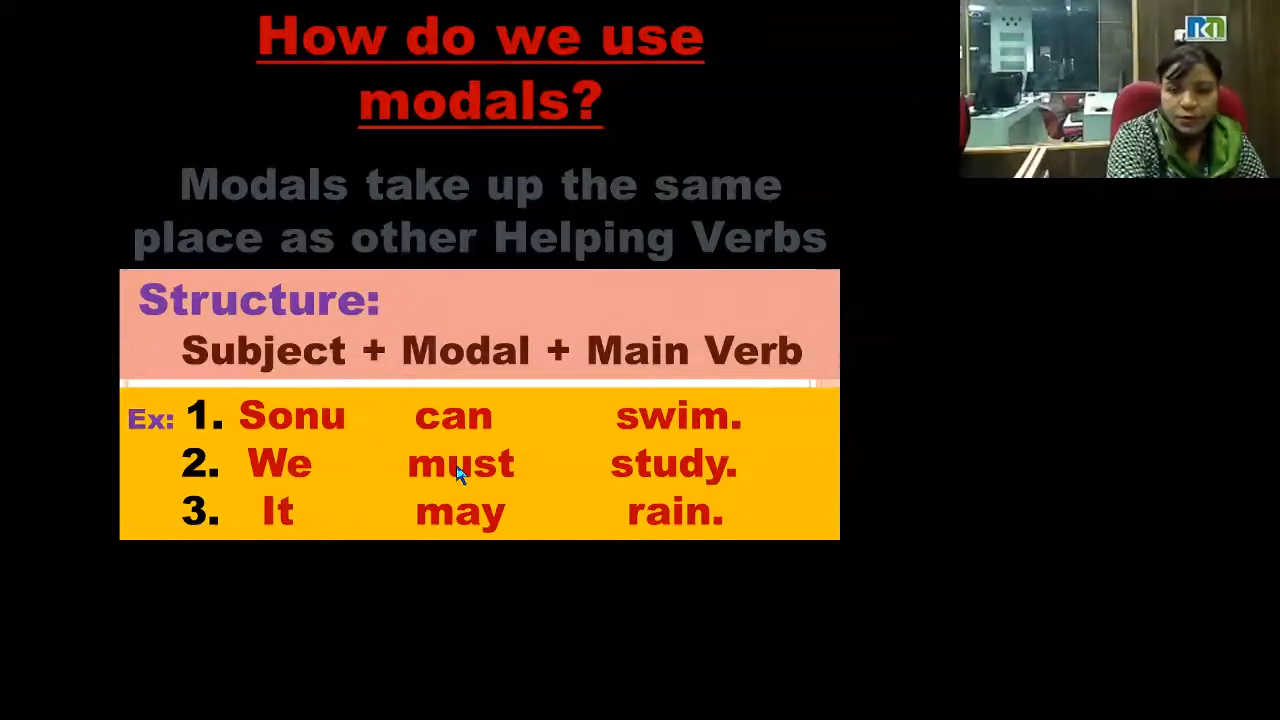 How do we use
modals?
Modals take up the same
place as other Helping Verbs
Structure:
Subject + Modal + Main Verb
Ex: 1. Sonu can swim.
2. We must study.
3. It may rain.